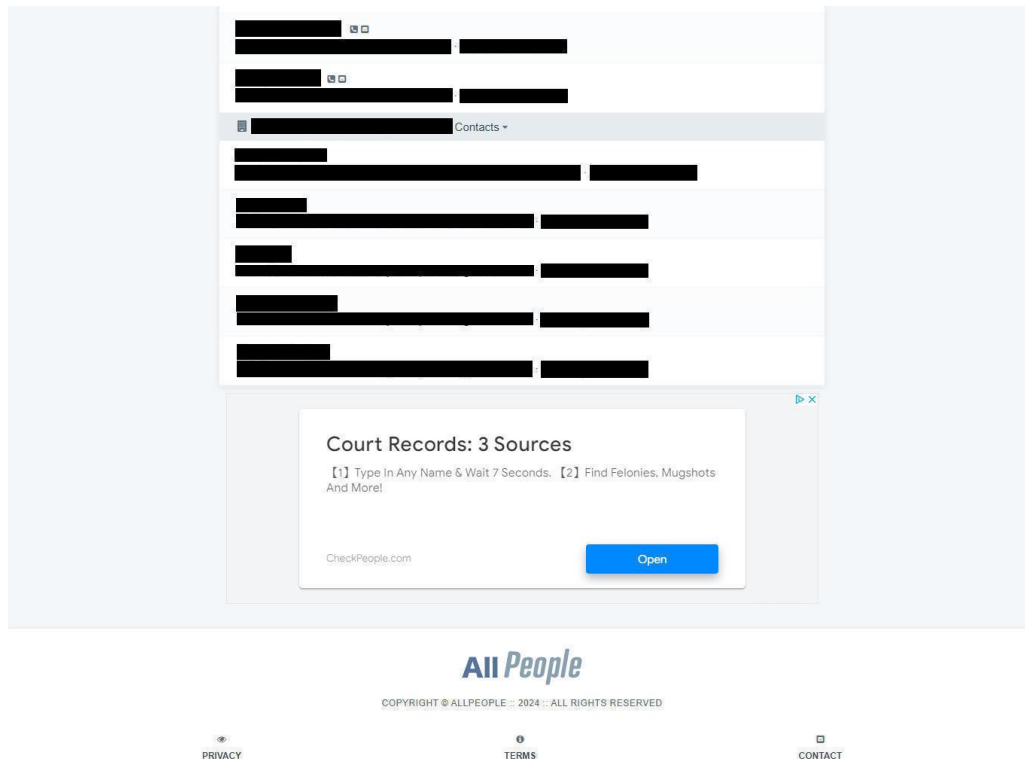 Contacts
Court Records: 3 Sources
【1】Type In Any Name & Wait 7 Seconds. 【2】Find Felonies, Mugshots
And More!
CheckPeople.com
Open
All People
COPYRIGHT © ALLPEOPLE :: 2024 :: ALL RIGHTS RESERVED
PRIVACY
TERMS
CONTACT